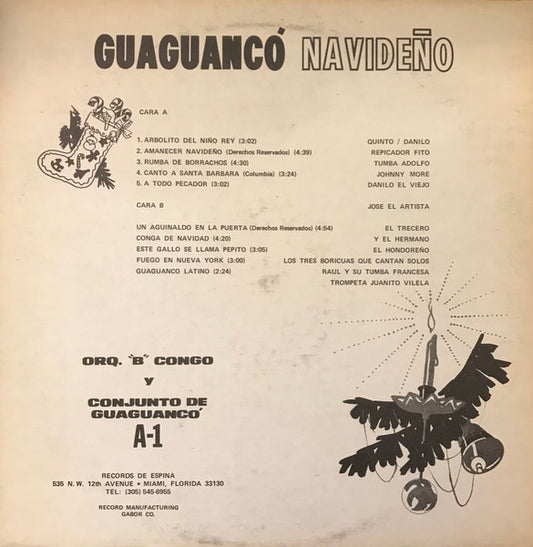 GUAGUANCÓ NAVIDEÑO
CARA A
1. ARBOLITO DEL NIÑO REY (3:02) QUINTO / DANILO
2. AMANECER NAVIDEÑO (Derechos Reservados) (4:39) REPICADOR FITO
3. RUMBA DE BORRACHOS (4:30) TUMBA ADOLFO
4. CANTO A SANTA BARBARA (Columbia) (3:24) JOHNNY MORE
5. A TODO PECADOR (3:02) DANILO EL VIEJO
CARA B JOSE EL ARTISTA
UN AGUINALDO EN LA PUERTA (Derechos Reservados) (4:54) EL TRECERO
CONGA DE NAVIDAD (4:20) Y EL HERMANO
ESTE GALLO SE LLAMA PEPITO (3:05) EL HONDOREÑO
FUEGO EN NUEVA YORK (3:00) LOS TRES BORICUAS QUE CANTAN SOLOS
GUAGUANCO LATINO (2:24) RAUL Y SU TUMBA FRANCESA
TROMPETA JUANITO VILELA
ORQ. "B" CONGO
Y
CONJUNTO DE
GUAGUANCÓ
A-1
RECORDS DE ESPINA
535 N.W. 12th AVENUE • MIAMI, FLORIDA 33130
TEL: (305) 545-6955
RECORD MANUFACTURING
GABOR CO.